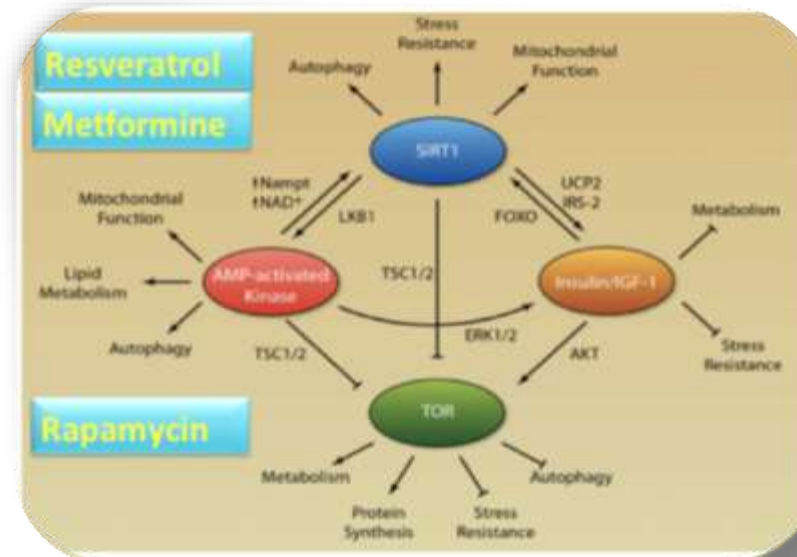 Stress
Resistance
Resveratrol
Autophagy
Mitochondrial
Function
Metformine
SIRT1
Mitochondrial
Function
↑Nampt
↑NAD+
LKB1
UCP2
IRS-2
FOXO
Metabolism
Lipid
Metabolism
AMP-activated
Kinase
TSC1/2
Insulin/IGF-1
Autophagy
TSC1/2
ERK1/2
AKT
Stress
Resistance
Rapamycin
TOR
Metabolism
Autophagy
Protein
Synthesis
Stress
Resistance